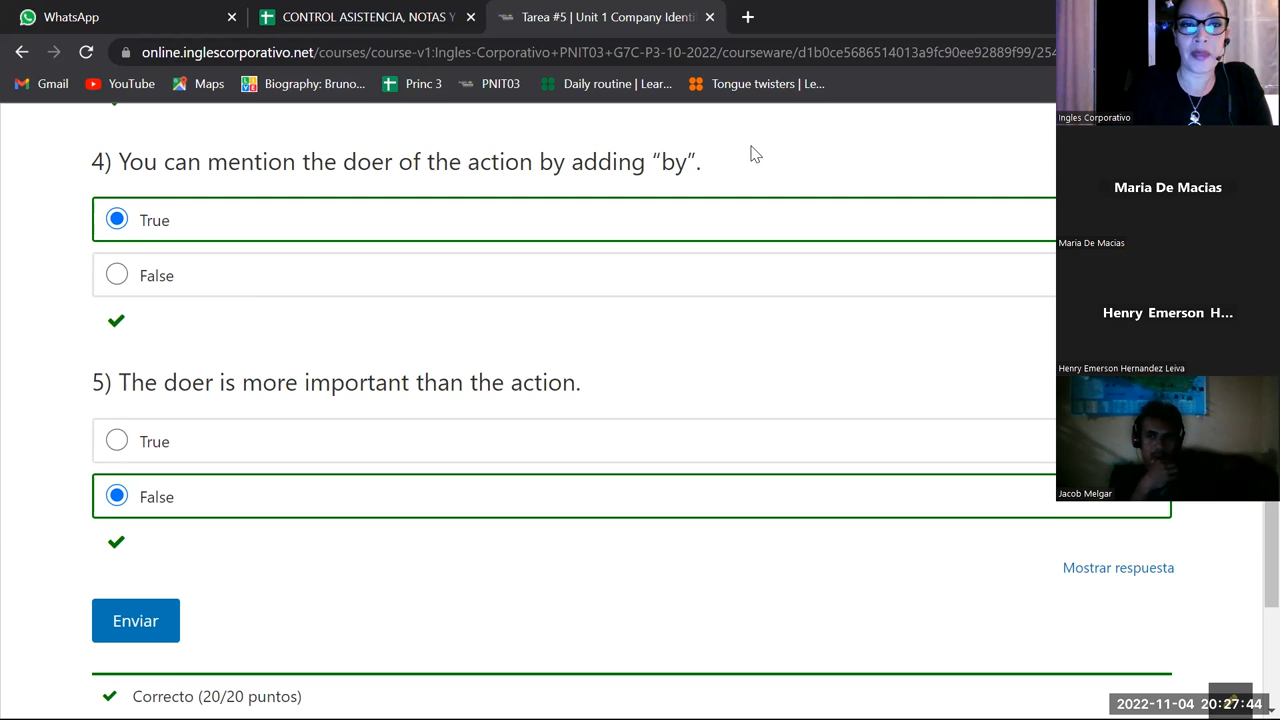 WhatsApp
CONTROL ASISTENCIA, NOTAS Y
Tarea #5 | Unit 1 Company Identi
online.inglescorporativo.net/courses/course-v1:Ingles-Corporativo+PNIT03+G7C-P3-10-2022/courseware/d1b0ce5686514013a5fc90ee92889f99/254
Gmail
YouTube
Maps
Biography: Bruno...
Princ 3
PNIT03
Daily routine | Lear...
Tongue twisters | Le...
Ingles Corporativo
Maria De Macias
Maria De Macias
Henry Emerson H...
Henry Emerson Hernandez Leiva
Jacob Melgar
4) You can mention the doer of the action by adding “by”.
True
False
5) The doer is more important than the action.
True
False
Mostrar respuesta
Enviar
Correcto (20/20 puntos)
2022-11-04 20:27:44